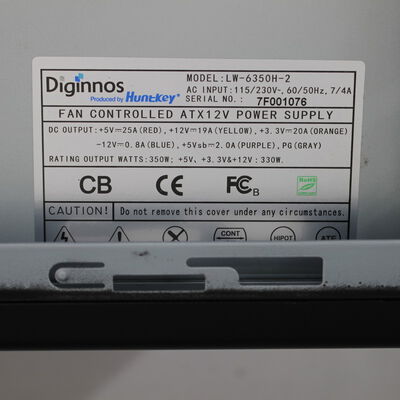 Diginnos
Produced by Huntkey
MODEL: LW-6350H-2
AC INPUT: 115/230V~, 60/50Hz, 7/4A
SERIAL NO.: 7F001076
FAN CONTROLLED ATX12V POWER SUPPLY
DC OUTPUT: +5V⎓25A(RED), +12V⎓19A(YELLOW), +3.3V⎓20A(ORANGE)
-12V⎓0.8A(BLUE), +5Vsb⎓2.0A(PURPLE), PG(GRAY)
RATING OUTPUT WATTS: 350W; +5V, +3.3V&+12V: 330W.
CB CE FC B RoHS
CAUTION! Do not remove this cover under any circumstances.
CONT HIPOT ATE